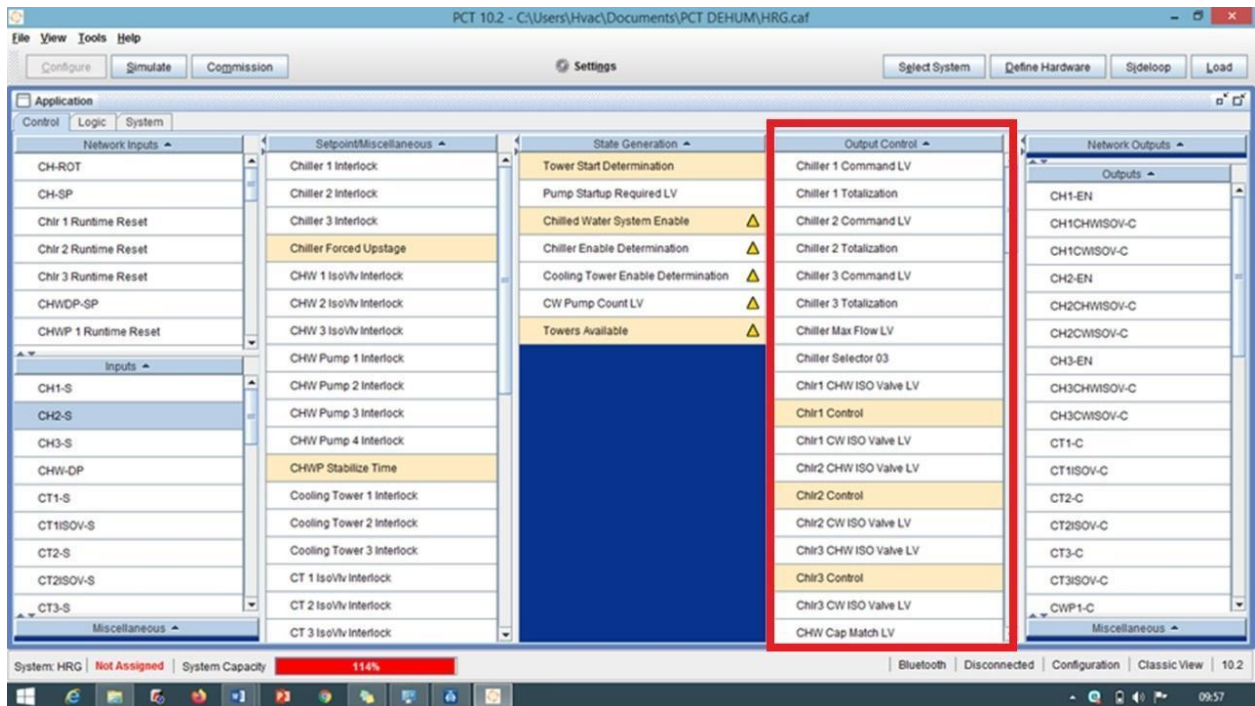 PCT 10.2 - C:\Users\Hvac\Documents\PCT DEHUM\HRG.caf
File View Tools Help
Configure Simulate Commission Settings Select System Define Hardware Sideloop Load
Application
Control Logic System
Network Inputs
CH-ROT
CH-SP
Chlr 1 Runtime Reset
Chlr 2 Runtime Reset
Chlr 3 Runtime Reset
CHWDP-SP
CHWP 1 Runtime Reset
Inputs
CH1-S
CH2-S
CH3-S
CHW-DP
CT1-S
CT1ISOV-S
CT2-S
CT2ISOV-S
CT3-S
Miscellaneous
Setpoint/Miscellaneous
Chiller 1 Interlock
Chiller 2 Interlock
Chiller 3 Interlock
Chiller Forced Upstage
CHW 1 IsoVlv Interlock
CHW 2 IsoVlv Interlock
CHW 3 IsoVlv Interlock
CHW Pump 1 Interlock
CHW Pump 2 Interlock
CHW Pump 3 Interlock
CHW Pump 4 Interlock
CHWP Stabilize Time
Cooling Tower 1 Interlock
Cooling Tower 2 Interlock
Cooling Tower 3 Interlock
CT 1 IsoVlv Interlock
CT 2 IsoVlv Interlock
CT 3 IsoVlv Interlock
State Generation
Tower Start Determination
Pump Startup Required LV
Chilled Water System Enable
Chiller Enable Determination
Cooling Tower Enable Determination
CW Pump Count LV
Towers Available
Output Control
Chiller 1 Command LV
Chiller 1 Totalization
Chiller 2 Command LV
Chiller 2 Totalization
Chiller 3 Command LV
Chiller 3 Totalization
Chiller Max Flow LV
Chiller Selector 03
Chlr1 CHW ISO Valve LV
Chlr1 Control
Chlr1 CW ISO Valve LV
Chlr2 CHW ISO Valve LV
Chlr2 Control
Chlr2 CW ISO Valve LV
Chlr3 CHW ISO Valve LV
Chlr3 Control
Chlr3 CW ISO Valve LV
CHW Cap Match LV
Network Outputs
Outputs
CH1-EN
CH1CHWISOV-C
CH1CWISOV-C
CH2-EN
CH2CHWISOV-C
CH2CWISOV-C
CH3-EN
CH3CHWISOV-C
CH3CWISOV-C
CT1-C
CT1ISOV-C
CT2-C
CT2ISOV-C
CT3-C
CT3ISOV-C
CWP1-C
Miscellaneous
System: HRG Not Assigned System Capacity 114% Bluetooth Disconnected Configuration Classic View 10.2
09:57